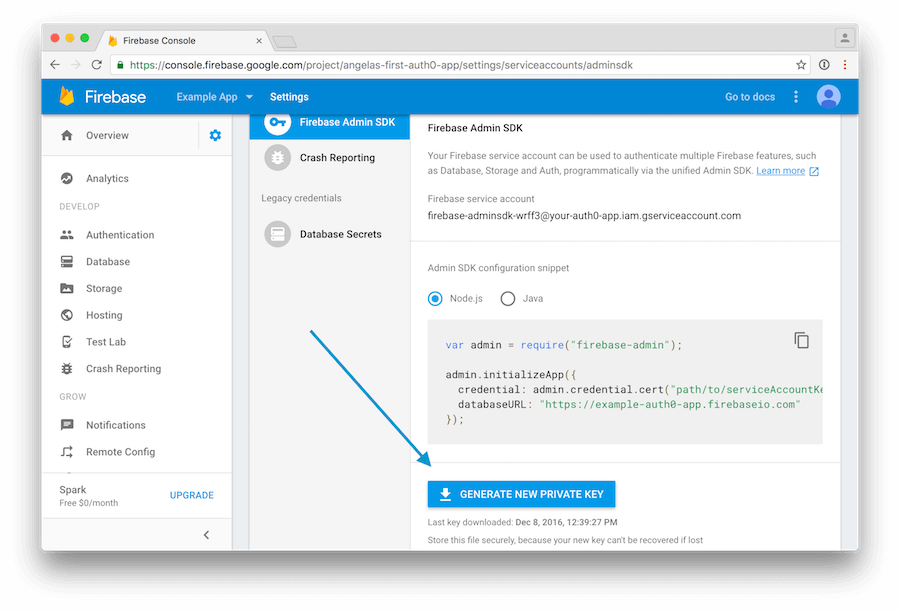 Firebase Console
https://console.firebase.google.com/project/angelas-first-auth0-app/settings/serviceaccounts/adminsdk
Firebase
Example App
Settings
Go to docs
Overview
Analytics
DEVELOP
Authentication
Database
Storage
Hosting
Test Lab
Crash Reporting
GROW
Notifications
Remote Config
Spark
Free $0/month
UPGRADE
Firebase Admin SDK
Crash Reporting
Legacy credentials
Database Secrets
Firebase Admin SDK
Your Firebase service account can be used to authenticate multiple Firebase features, such
as Database, Storage and Auth, programmatically via the unified Admin SDK. Learn more
Firebase service account
firebase-adminsdk-wrff3@your-auth0-app.iam.gserviceaccount.com
Admin SDK configuration snippet
Node.js
Java
var admin = require("firebase-admin");
admin.initializeApp({
credential: admin.credential.cert("path/to/serviceAccountKe
databaseURL: "https://example-auth0-app.firebaseio.com"
});
GENERATE NEW PRIVATE KEY
Last key downloaded: Dec 8, 2016, 12:39:27 PM
Store this file securely, because your new key can't be recovered if lost